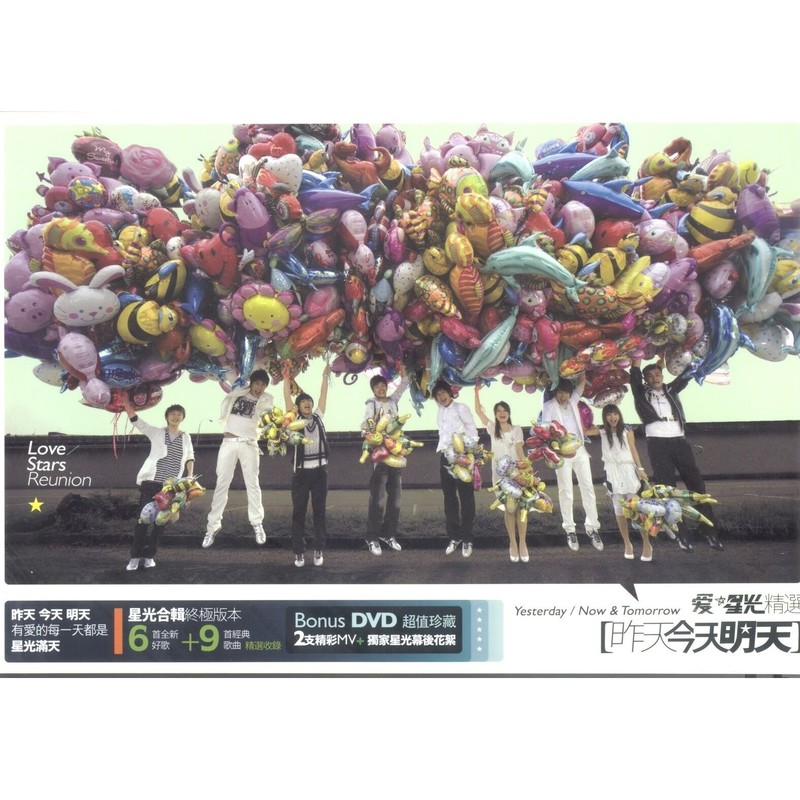 Love
Stars
Reunion
昨天 今天 明天
有愛的每一天都是
星光滿天
星光合輯終極版本
6首全新好歌+9首經典歌曲 精選收錄
Bonus DVD 超值珍藏
2支精彩MV+獨家星光幕後花絮
Yesterday / Now & Tomorrow
愛☆星光精選
[昨天今天明天]